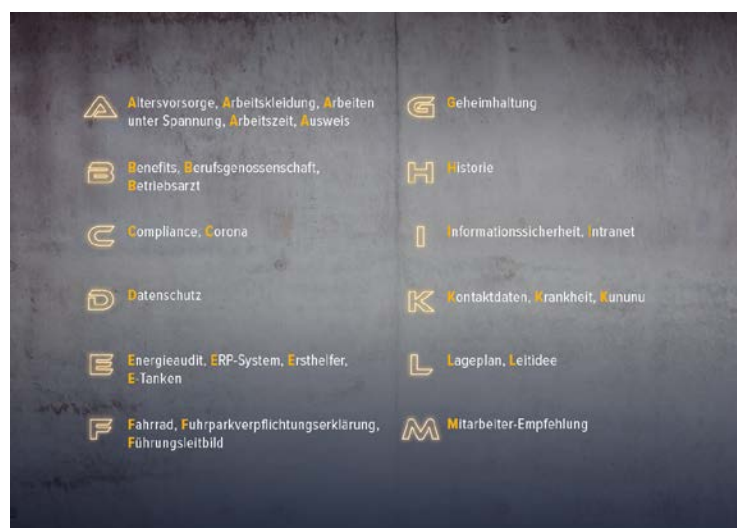 A
Altersvorsorge, Arbeitskleidung, Arbeiten
unter Spannung, Arbeitszeit, Ausweis
B
Benefits, Berufsgenossenschaft,
Betriebsarzt
C
Compliance, Corona
D
Datenschutz
E
Energieaudit, ERP-System, Ersthelfer,
E-Tanken
F
Fahrrad, Fuhrparkverpflichtungserklärung,
Führungsleitbild
G
Geheimhaltung
H
Historie
I
Informationssicherheit, Intranet
K
Kontaktdaten, Krankheit, Kununu
L
Lageplan, Leitidee
M
Mitarbeiter-Empfehlung